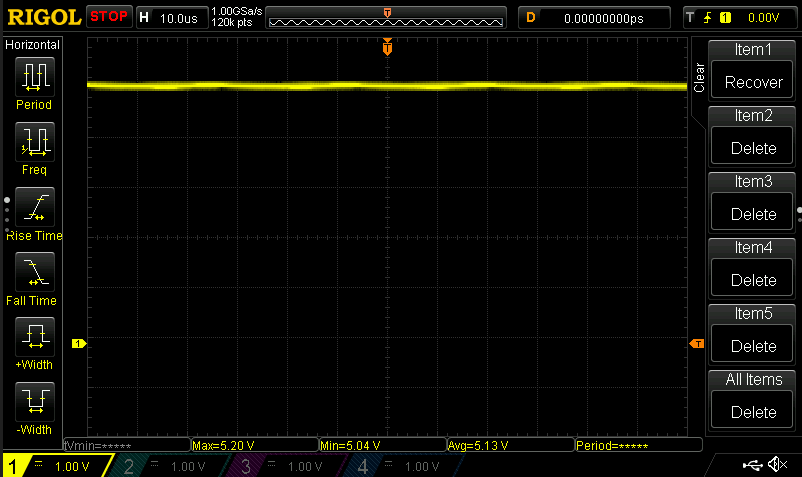 RIGOL STOP H 10.0us 1.00GSa/s 120k pts T D 0.00000000ps T 1 0.00V
Horizontal
Period
Freq
Rise Time
Fall Time
+Width
-Width
T
1
T
Clear
Item1
Recover
Item2
Delete
Item3
Delete
Item4
Delete
Item5
Delete
All Items
Delete
tVmin=***** Max=5.20 V Min=5.04 V Avg=5.13 V Period=*****
1 1.00 V 2 1.00 V 3 1.00 V 4 1.00 V